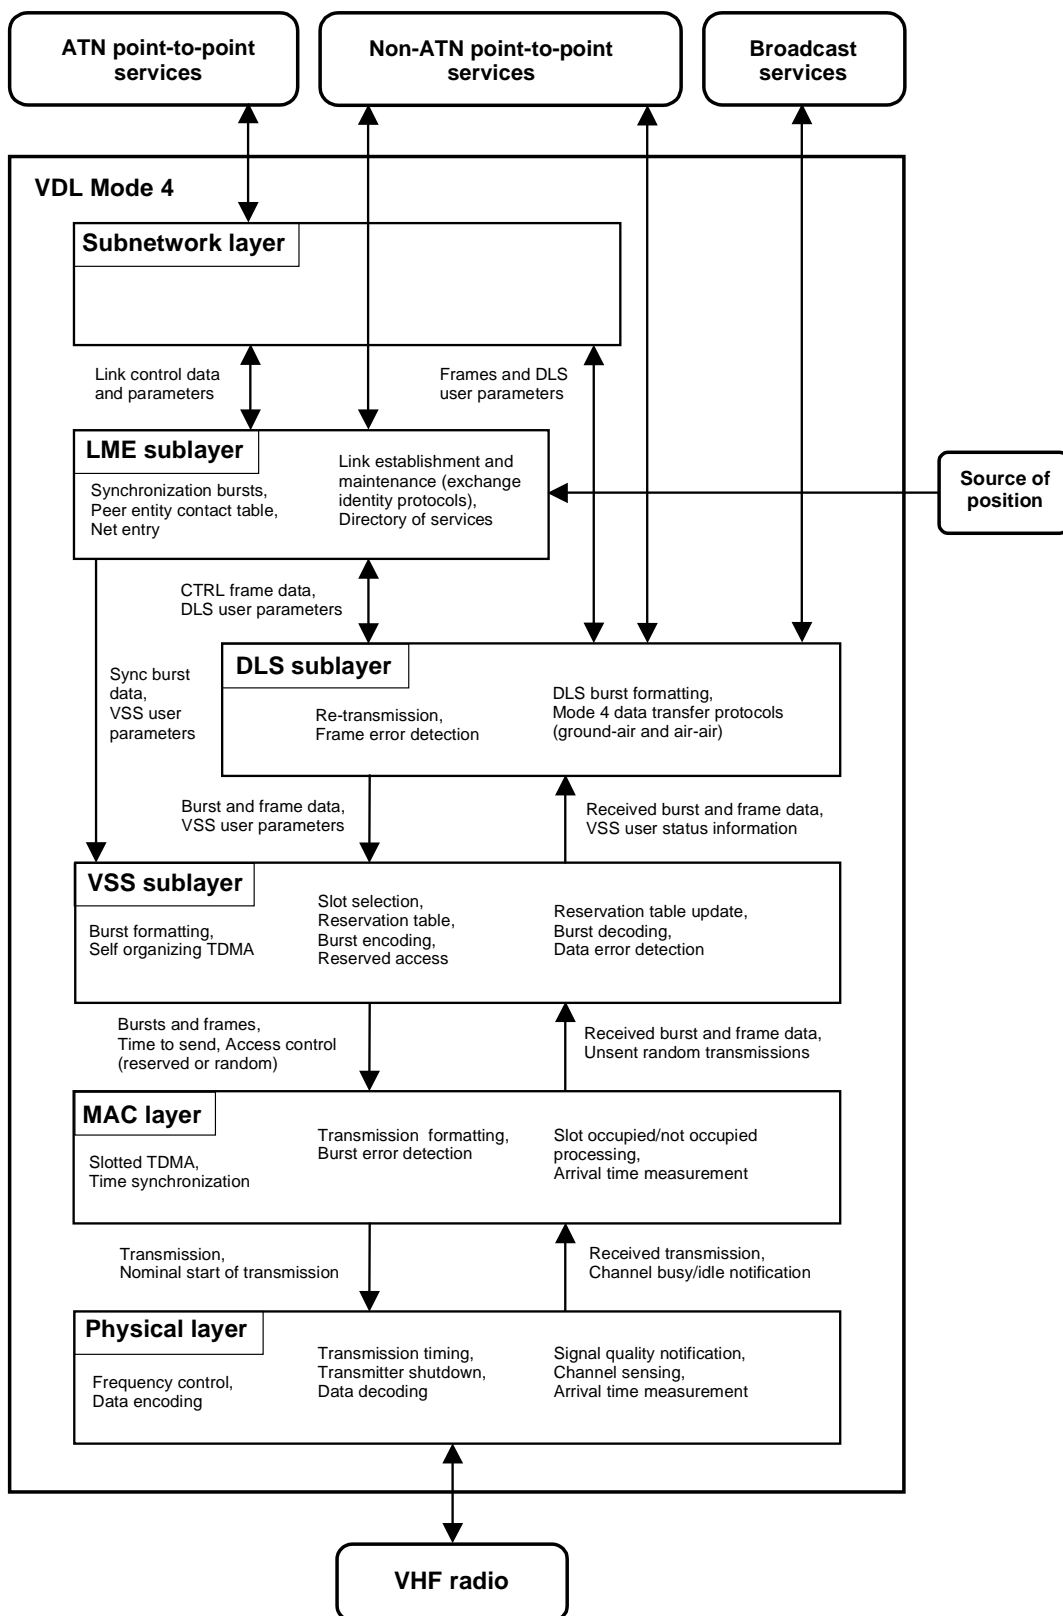 ATN point-to-point
services
Non-ATN point-to-point
services
Broadcast
services
VDL Mode 4
Subnetwork layer
Link control data
and parameters
Frames and DLS
user parameters
LME sublayer
Synchronization bursts,
Peer entity contact table,
Net entry
Link establishment and
maintenance (exchange
identity protocols),
Directory of services
Source of
position
CTRL frame data,
DLS user parameters
Sync burst
data,
VSS user
parameters
DLS sublayer
Re-transmission,
Frame error detection
DLS burst formatting,
Mode 4 data transfer protocols
(ground-air and air-air)
Burst and frame data,
VSS user parameters
Received burst and frame data,
VSS user status information
VSS sublayer
Burst formatting,
Self organizing TDMA
Slot selection,
Reservation table,
Burst encoding,
Reserved access
Reservation table update,
Burst decoding,
Data error detection
Bursts and frames,
Time to send, Access control
(reserved or random)
Received burst and frame data,
Unsent random transmissions
MAC layer
Slotted TDMA,
Time synchronization
Transmission formatting,
Burst error detection
Slot occupied/not occupied
processing,
Arrival time measurement
Transmission,
Nominal start of transmission
Received transmission,
Channel busy/idle notification
Physical layer
Frequency control,
Data encoding
Transmission timing,
Transmitter shutdown,
Data decoding
Signal quality notification,
Channel sensing,
Arrival time measurement
VHF radio